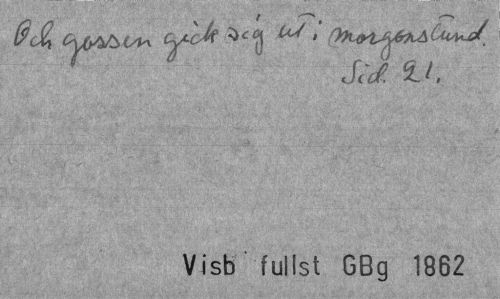 Och gossen gick sig ut i morgonstund.
Sid. 21.
Visb fullst GBg 1862